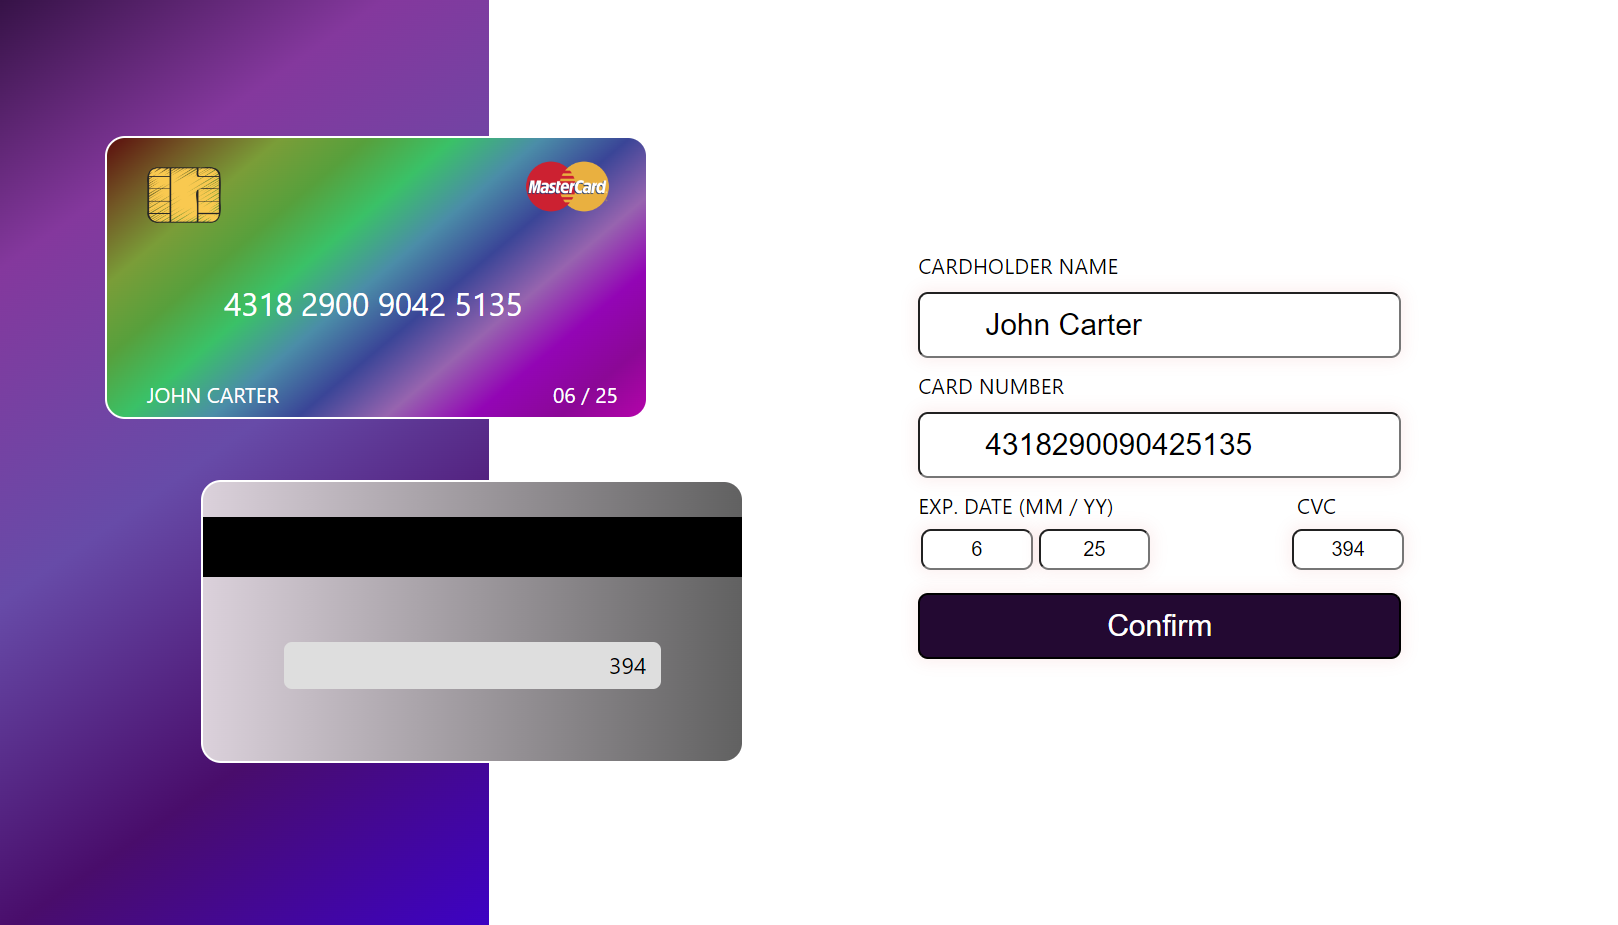 MasterCard
4318 2900 9042 5135
JOHN CARTER
06 / 25
394
CARDHOLDER NAME
John Carter
CARD NUMBER
4318290090425135
EXP. DATE (MM / YY)
CVC
6
25
394
Confirm